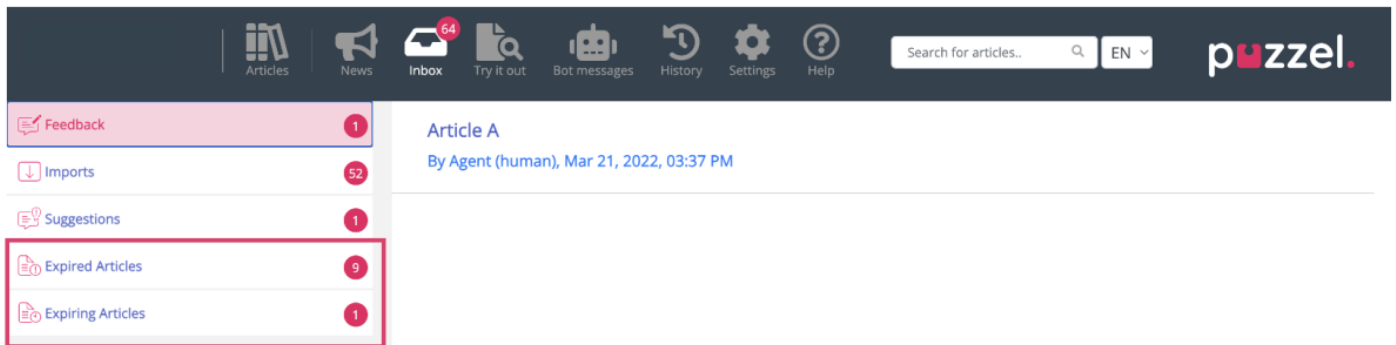 64
Articles
News
Inbox
Try it out
Bot messages
History
Settings
Help
Search for articles..
EN
puzzel.
Feedback 1
Imports 52
Suggestions 1
Expired Articles 9
Expiring Articles 1
Article A
By Agent (human), Mar 21, 2022, 03:37 PM